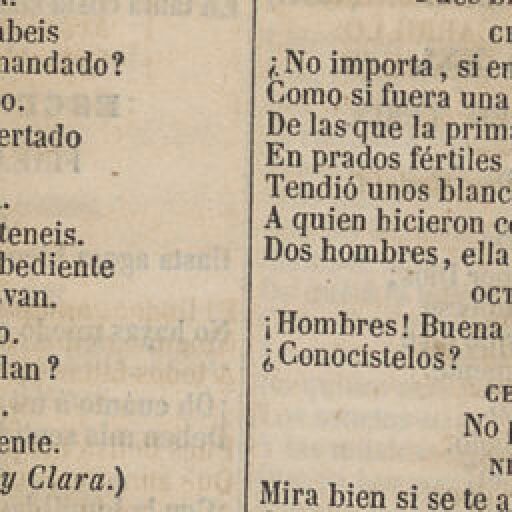 abeis
mandado?
o.
ertado
teneis.
bediente
van.
o.
lan?
ente.
y Clara.)
¿No importa, si en
Como si fuera una
De las que la prim
En prados fértiles
Tendió unos blanc
A quien hicieron c
Dos hombres, ella
OCT
¡Hombres! Buena
¿Conocístelos?
CE
No
NI
Mira bien si se te a